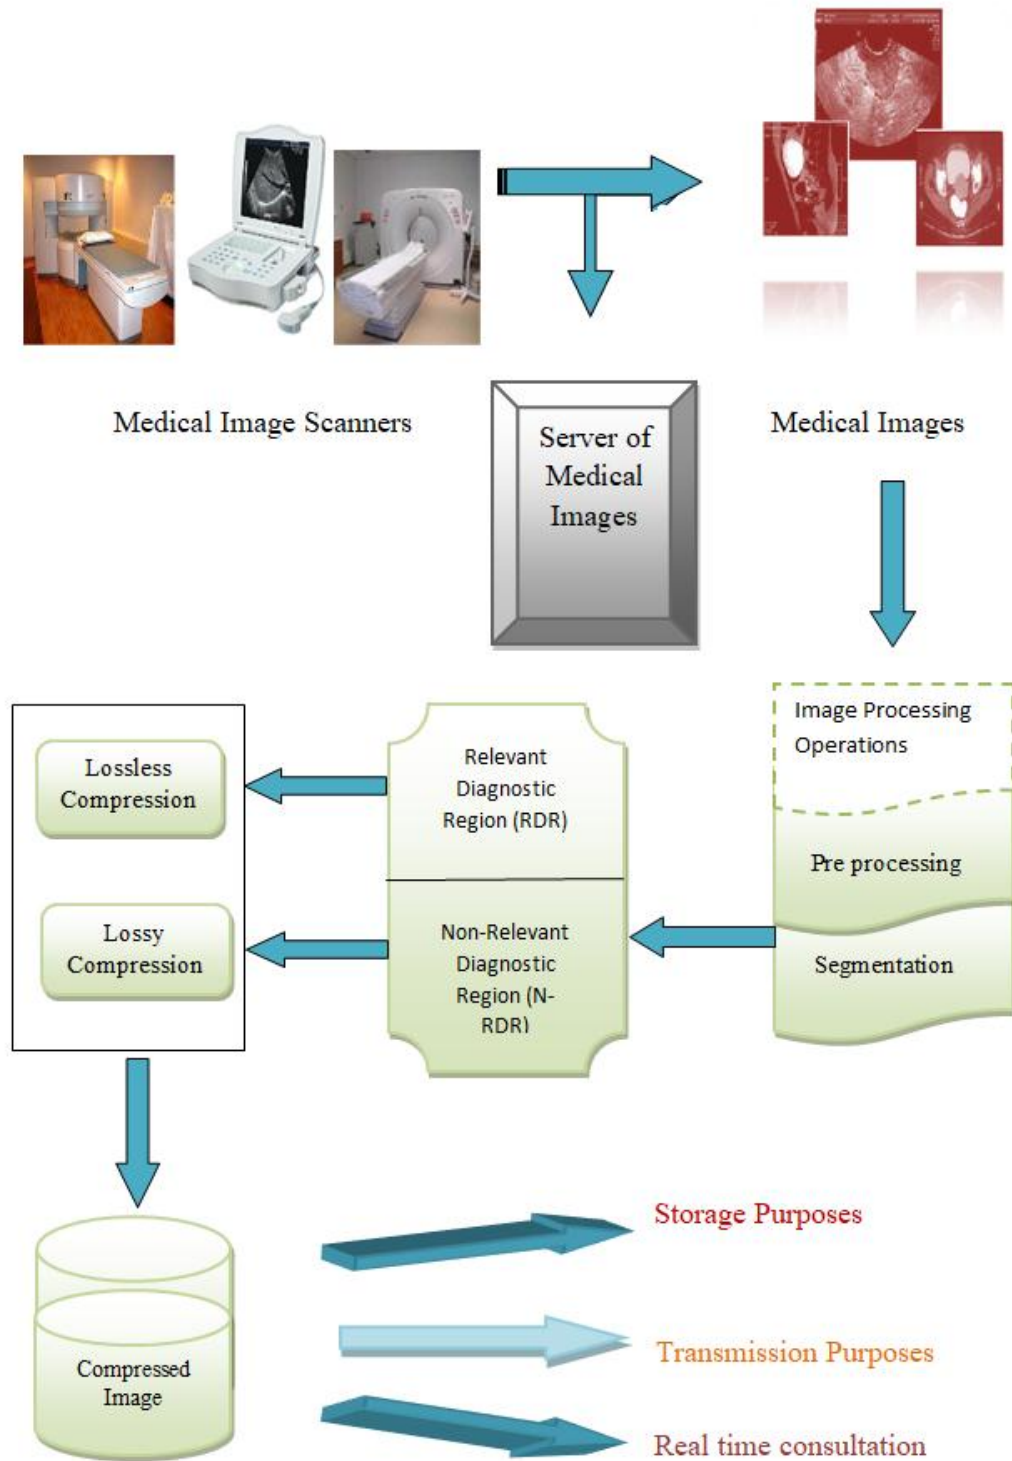 Medical Image Scanners
Server of
Medical
Images
Medical Images
Image Processing
Operations
Pre processing
Segmentation
Relevant
Diagnostic
Region (RDR)
Non-Relevant
Diagnostic
Region (N-
RDR)
Lossless
Compression
Lossy
Compression
Compressed
Image
Storage Purposes
Transmission Purposes
Real time consultation